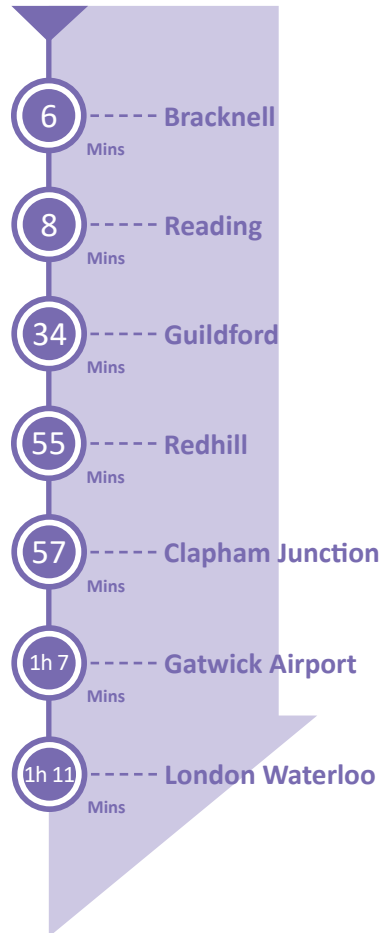 6 Bracknell
Mins
8 Reading
Mins
34 Guildford
Mins
55 Redhill
Mins
57 Clapham Junction
Mins
1h 7 Gatwick Airport
Mins
1h 11 London Waterloo
Mins